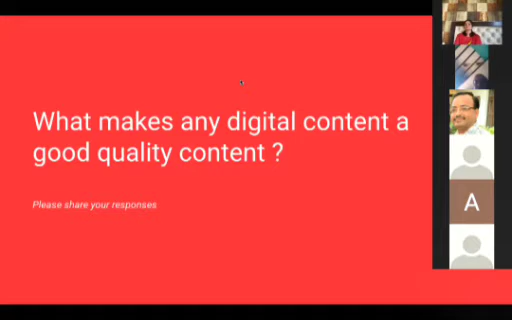 What makes any digital content a
good quality content ?
Please share your responses
A